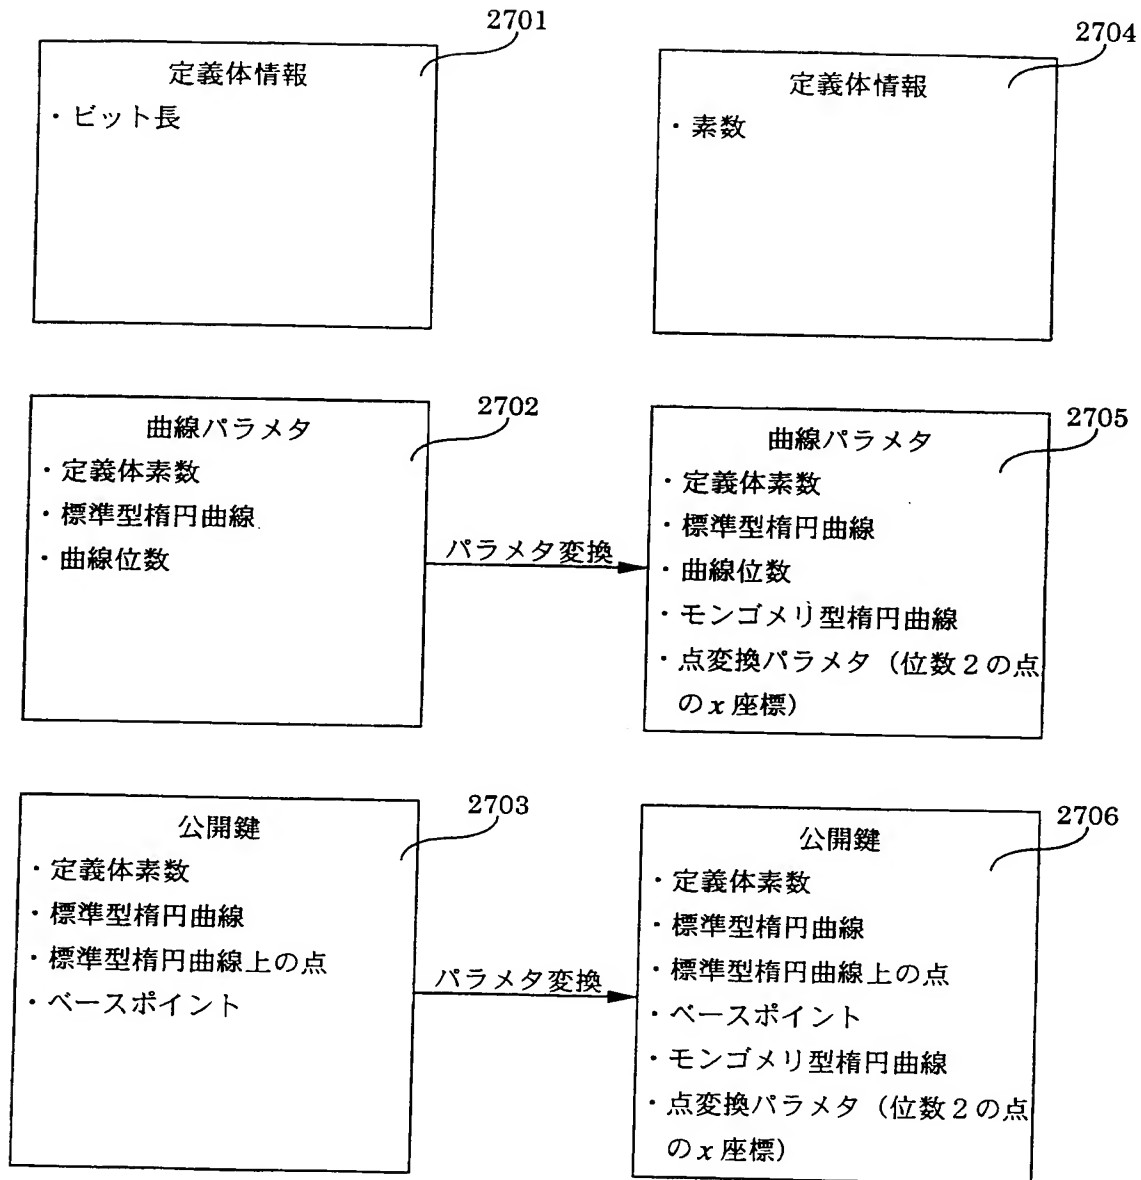 2701
定義体情報
・ビット長
2704
定義体情報
・素数
2702
曲線パラメタ
・定義体素数
・標準型楕円曲線
・曲線位数
パラメタ変換
2705
曲線パラメタ
・定義体素数
・標準型楕円曲線
・曲線位数
・モンゴメリ型楕円曲線
・点変換パラメタ（位数２の点
のx座標）
2703
公開鍵
・定義体素数
・標準型楕円曲線
・標準型楕円曲線上の点
・ベースポイント
パラメタ変換
2706
公開鍵
・定義体素数
・標準型楕円曲線
・標準型楕円曲線上の点
・ベースポイント
・モンゴメリ型楕円曲線
・点変換パラメタ（位数２の点
のx座標）